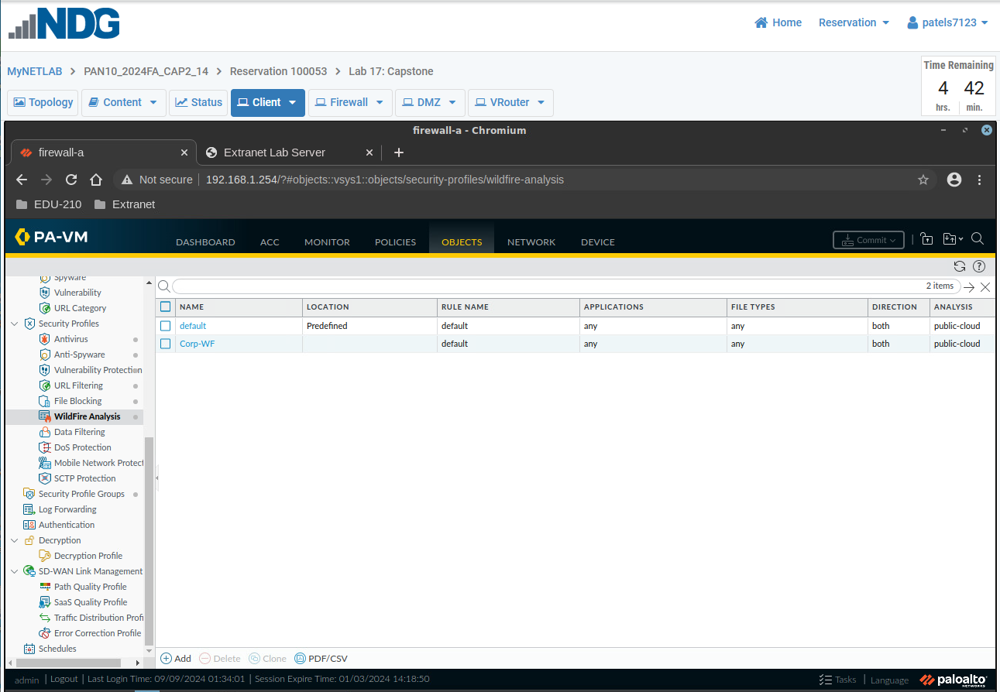 NDG
Home Reservation patels7123
MyNETLAB > PAN10_2024FA_CAP2_14 > Reservation 100053 > Lab 17: Capstone
Time Remaining
4 42
hrs. min.
Topology Content Status Client Firewall DMZ VRouter
firewall-a - Chromium
firewall-a Extranet Lab Server
Not secure 192.168.1.254/?#objects::vsys1::objects/security-profiles/wildfire-analysis
EDU-210 Extranet
PA-VM DASHBOARD ACC MONITOR POLICIES OBJECTS NETWORK DEVICE Commit
Spyware
Vulnerability
URL Category
Security Profiles
Antivirus
Anti-Spyware
Vulnerability Protection
URL Filtering
File Blocking
WildFire Analysis
Data Filtering
DoS Protection
Mobile Network Protect
SCTP Protection
Security Profile Groups
Log Forwarding
Authentication
Decryption
Decryption Profile
SD-WAN Link Management
Path Quality Profile
SaaS Quality Profile
Traffic Distribution Profi
Error Correction Profile
Schedules
2 items
NAME LOCATION RULE NAME APPLICATIONS FILE TYPES DIRECTION ANALYSIS
default Predefined default any any both public-cloud
Corp-WF default any any both public-cloud
Add Delete Clone PDF/CSV
admin | Logout | Last Login Time: 09/09/2024 01:34:01 | Session Expire Time: 01/03/2024 14:18:50
Tasks | Language paloalto
NETWORKS